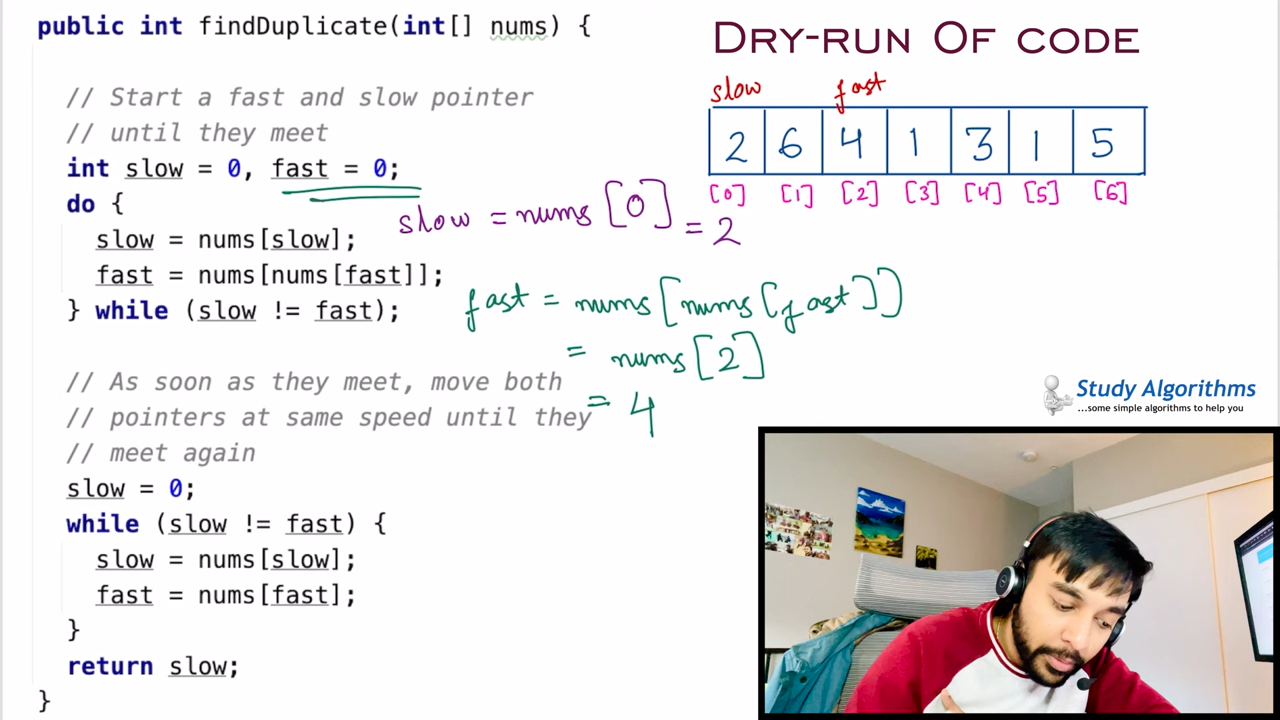 public int findDuplicate(int[] nums) {
// Start a fast and slow pointer
// until they meet
int slow = 0, fast = 0;
do {
slow = nums[slow];
fast = nums[nums[fast]];
} while (slow != fast);
// As soon as they meet, move both
// pointers at same speed until they
// meet again
slow = 0;
while (slow != fast) {
slow = nums[slow];
fast = nums[fast];
}
return slow;
}
DRY-RUN OF CODE
slow fast
2 6 4 1 3 1 5
[0] [1] [2] [3] [4] [5] [6]
slow = nums[0] = 2
fast = nums[nums[fast]]
= nums[2]
= 4
Study Algorithms
...some simple algorithms to help you